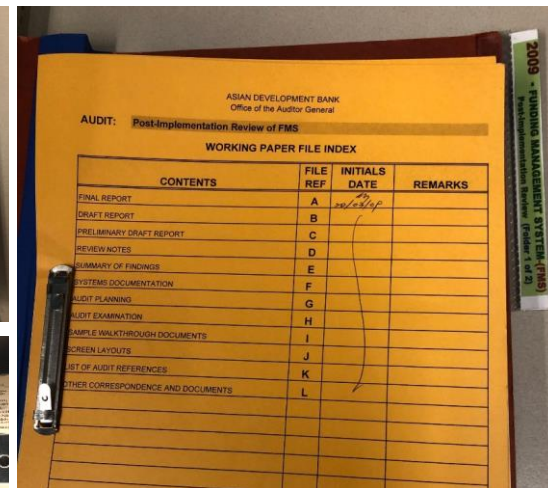 ASIAN DEVELOPMENT BANK
Office of the Auditor General
AUDIT: Post-Implementation Review of FMS
WORKING PAPER FILE INDEX
CONTENTS FILE REF INITIALS DATE REMARKS
FINAL REPORT A
DRAFT REPORT B
PRELIMINARY DRAFT REPORT C
REVIEW NOTES D
SUMMARY OF FINDINGS E
SYSTEMS DOCUMENTATION F
AUDIT PLANNING G
AUDIT EXAMINATION H
SAMPLE WALKTHROUGH DOCUMENTS I
SCREEN LAYOUTS J
LIST OF AUDIT REFERENCES K
OTHER CORRESPONDENCE AND DOCUMENTS L
2009 - FUNDING MANAGEMENT SYSTEM (FMS)
Post-Implementation Review (Folder 1 of 2)